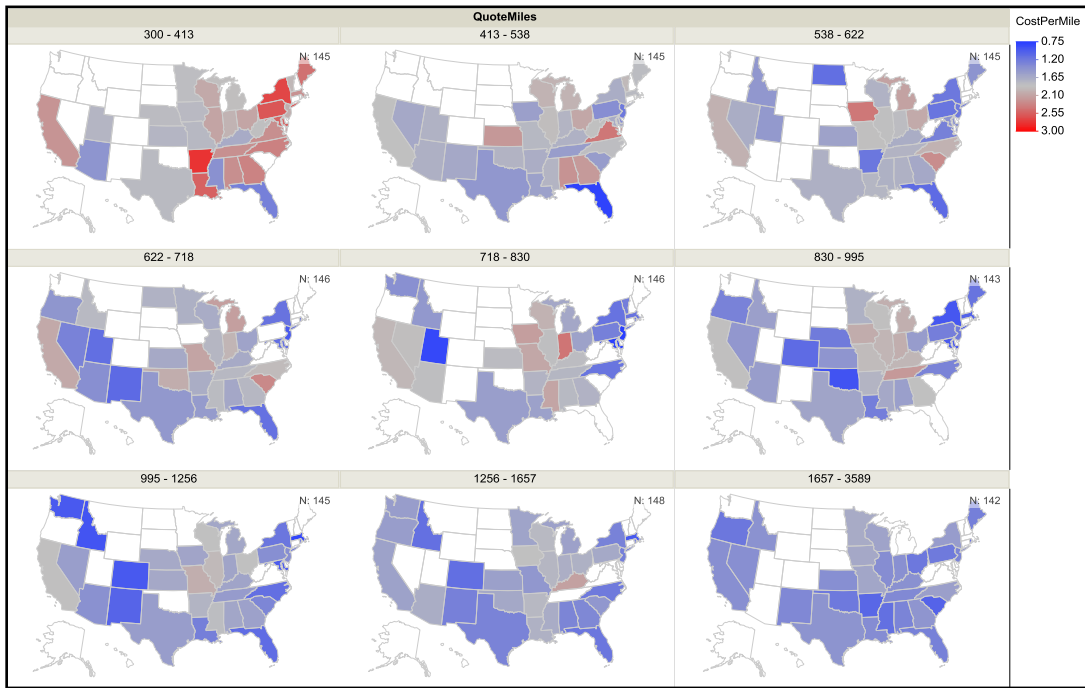 QuoteMiles
300 - 413
413 - 538
538 - 622
N: 145
N: 145
N: 145
622 - 718
718 - 830
830 - 995
N: 146
N: 146
N: 143
995 - 1256
1256 - 1657
1657 - 3589
N: 145
N: 148
N: 142
CostPerMile
0.75
1.20
1.65
2.10
2.55
3.00